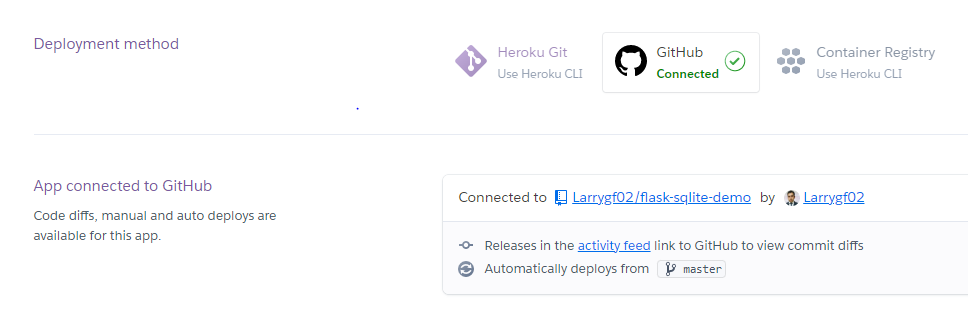 Deployment method
Heroku Git
Use Heroku CLI
GitHub
Connected
Container Registry
Use Heroku CLI
App connected to GitHub
Code diffs, manual and auto deploys are
available for this app.
Connected to Larrygf02/flask-sqlite-demo by Larrygf02
Releases in the activity feed link to GitHub to view commit diffs
Automatically deploys from master